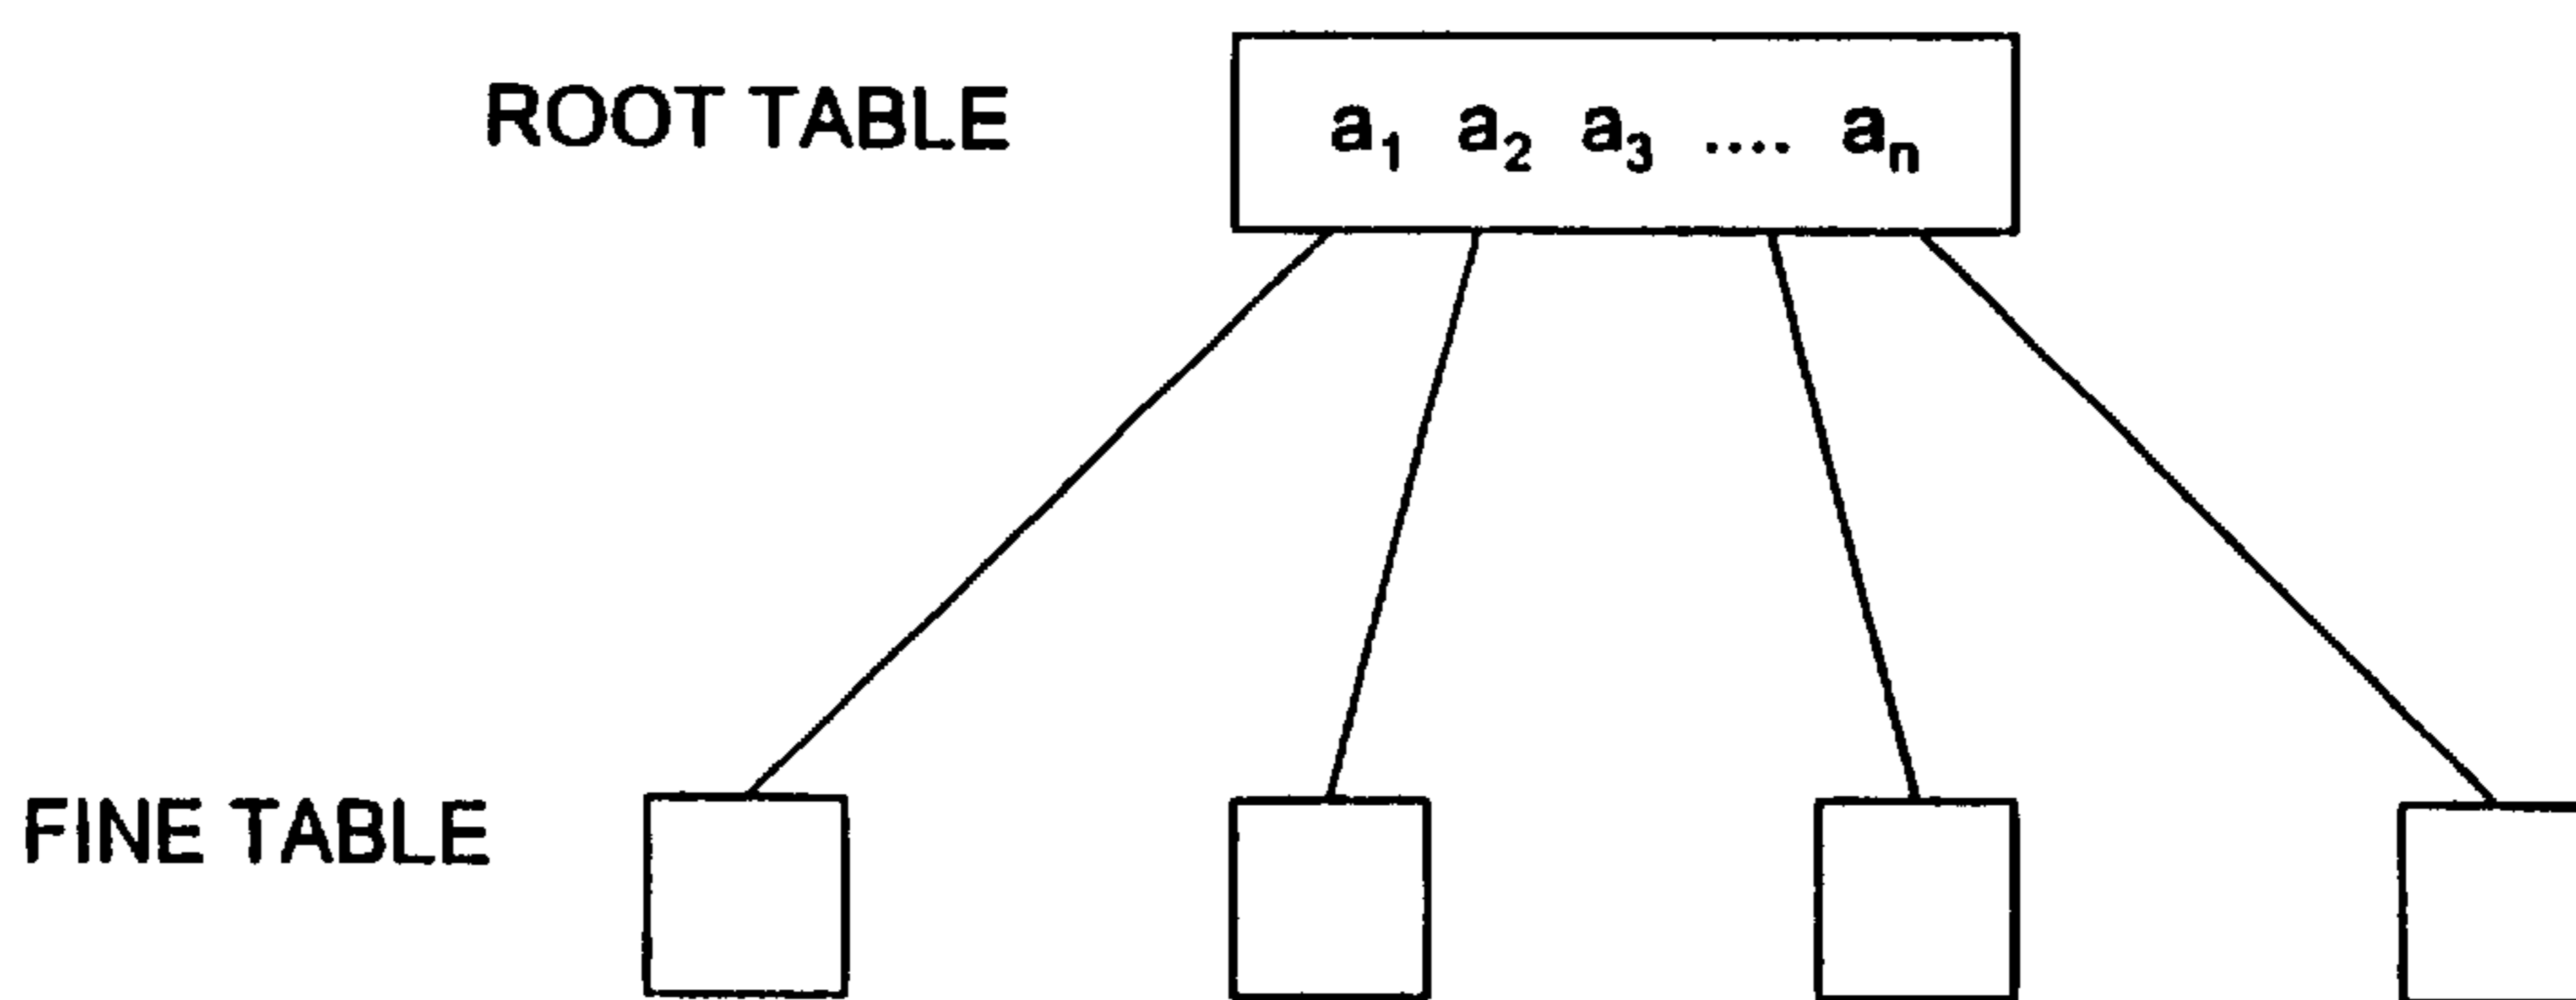 ROOT TABLE
a₁ a₂ a₃ .... aₙ
FINE TABLE